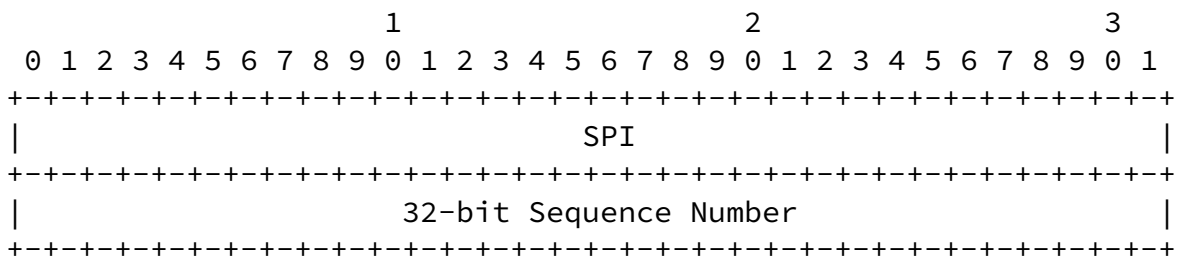 1                   2                   3
 0 1 2 3 4 5 6 7 8 9 0 1 2 3 4 5 6 7 8 9 0 1 2 3 4 5 6 7 8 9 0 1
+-+-+-+-+-+-+-+-+-+-+-+-+-+-+-+-+-+-+-+-+-+-+-+-+-+-+-+-+-+-+-+-+
|                               SPI                             |
+-+-+-+-+-+-+-+-+-+-+-+-+-+-+-+-+-+-+-+-+-+-+-+-+-+-+-+-+-+-+-+-+
|                     32-bit Sequence Number                    |
+-+-+-+-+-+-+-+-+-+-+-+-+-+-+-+-+-+-+-+-+-+-+-+-+-+-+-+-+-+-+-+-+